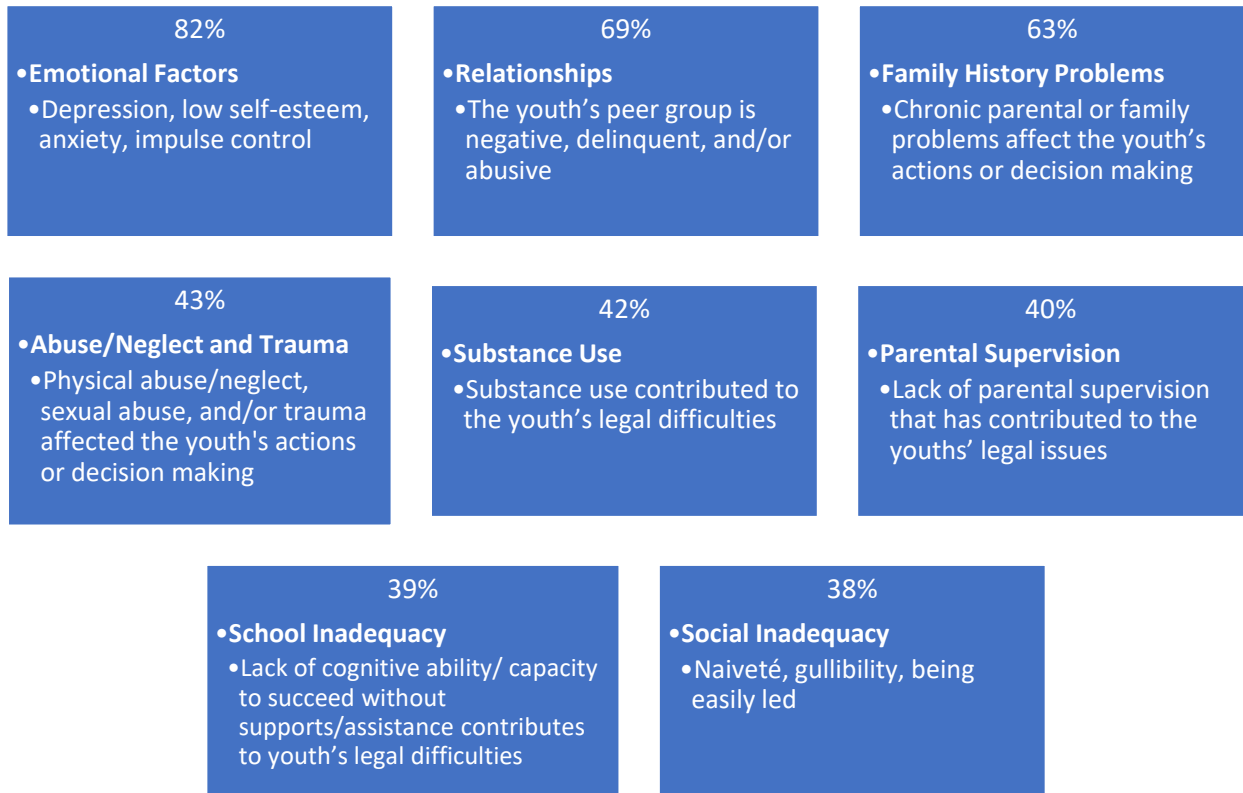 82%
•Emotional Factors
•Depression, low self-esteem,
anxiety, impulse control
69%
•Relationships
•The youth’s peer group is
negative, delinquent, and/or
abusive
63%
•Family History Problems
•Chronic parental or family
problems affect the youth’s
actions or decision making
43%
•Abuse/Neglect and Trauma
•Physical abuse/neglect,
sexual abuse, and/or trauma
affected the youth's actions
or decision making
42%
•Substance Use
•Substance use contributed to
the youth’s legal difficulties
40%
•Parental Supervision
•Lack of parental supervision
that has contributed to the
youths’ legal issues
39%
•School Inadequacy
•Lack of cognitive ability/ capacity
to succeed without
supports/assistance contributes
to youth’s legal difficulties
38%
•Social Inadequacy
•Naiveté, gullibility, being
easily led